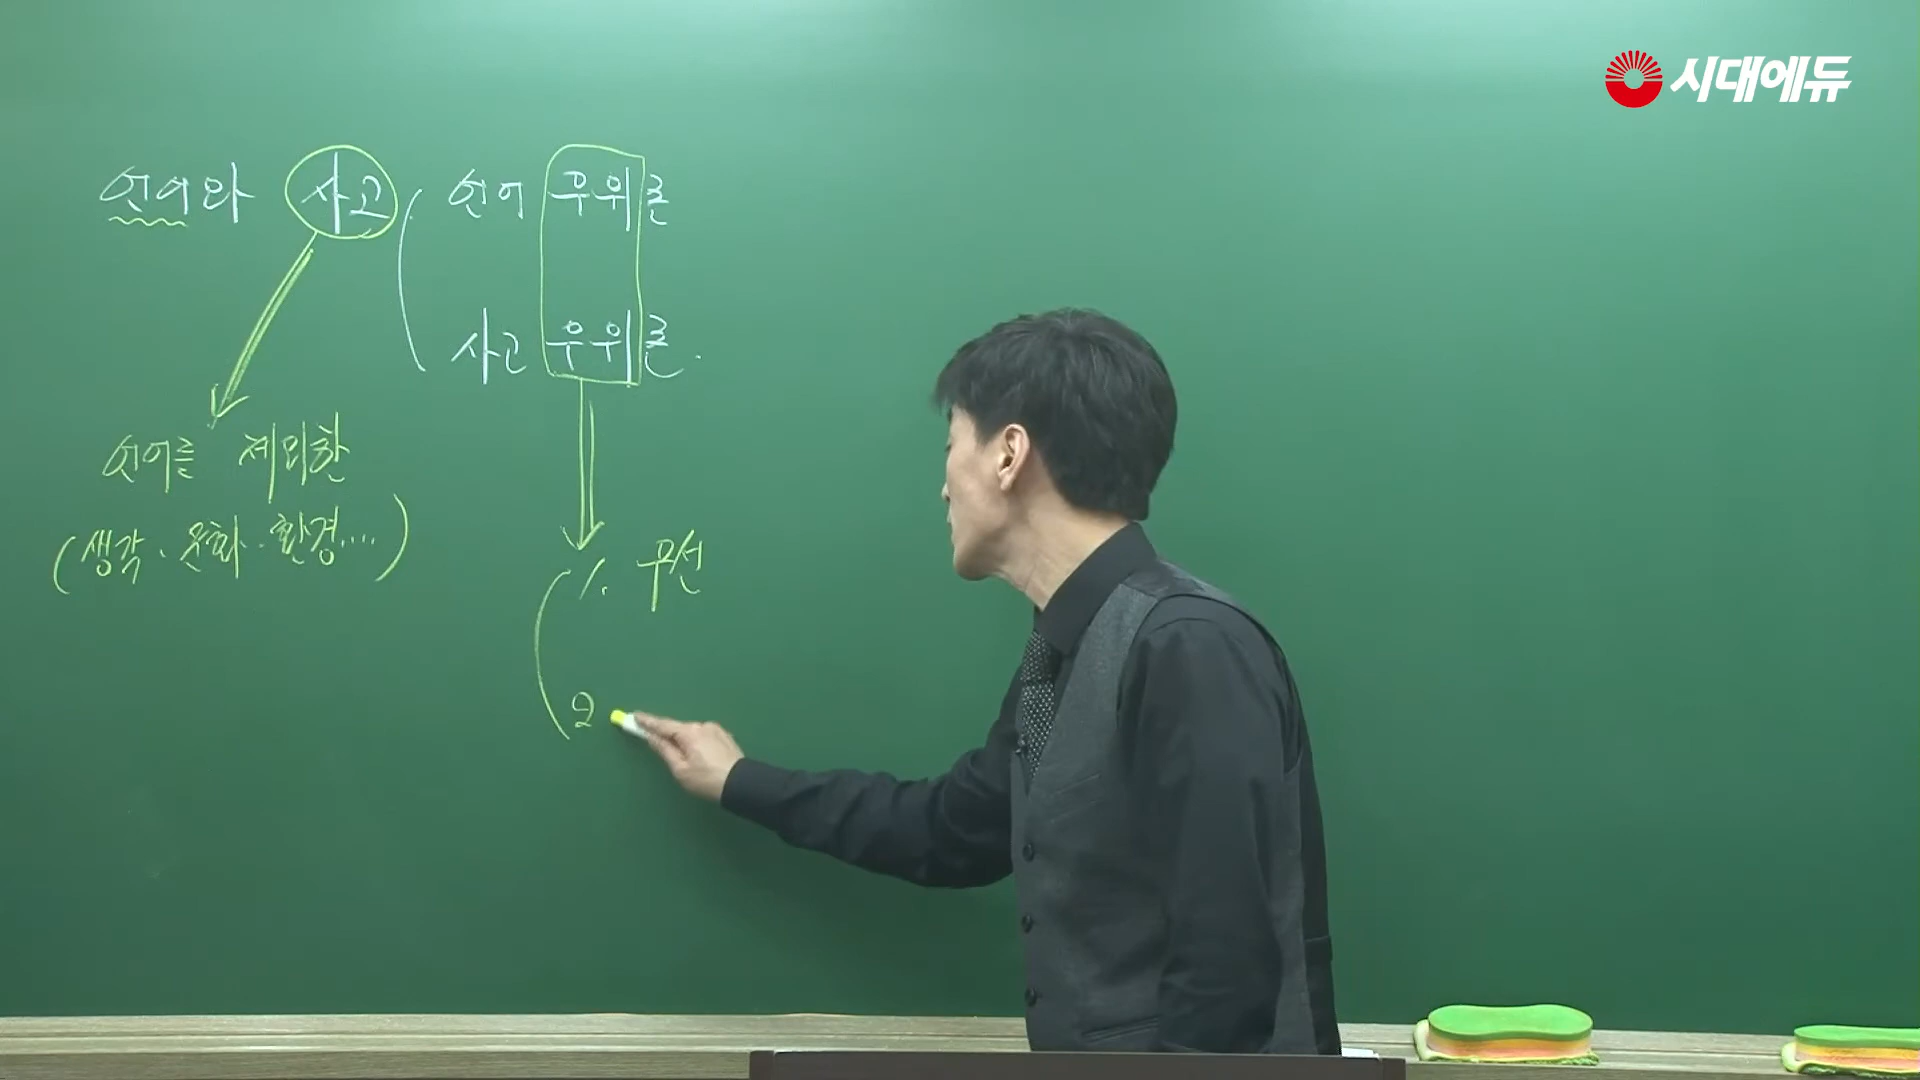 시대에듀
언어와 사고 ( 언어 우위론
사고 우위론.
언어를 제외한
(생각. 문화. 환경....)
( 1. 우선
2